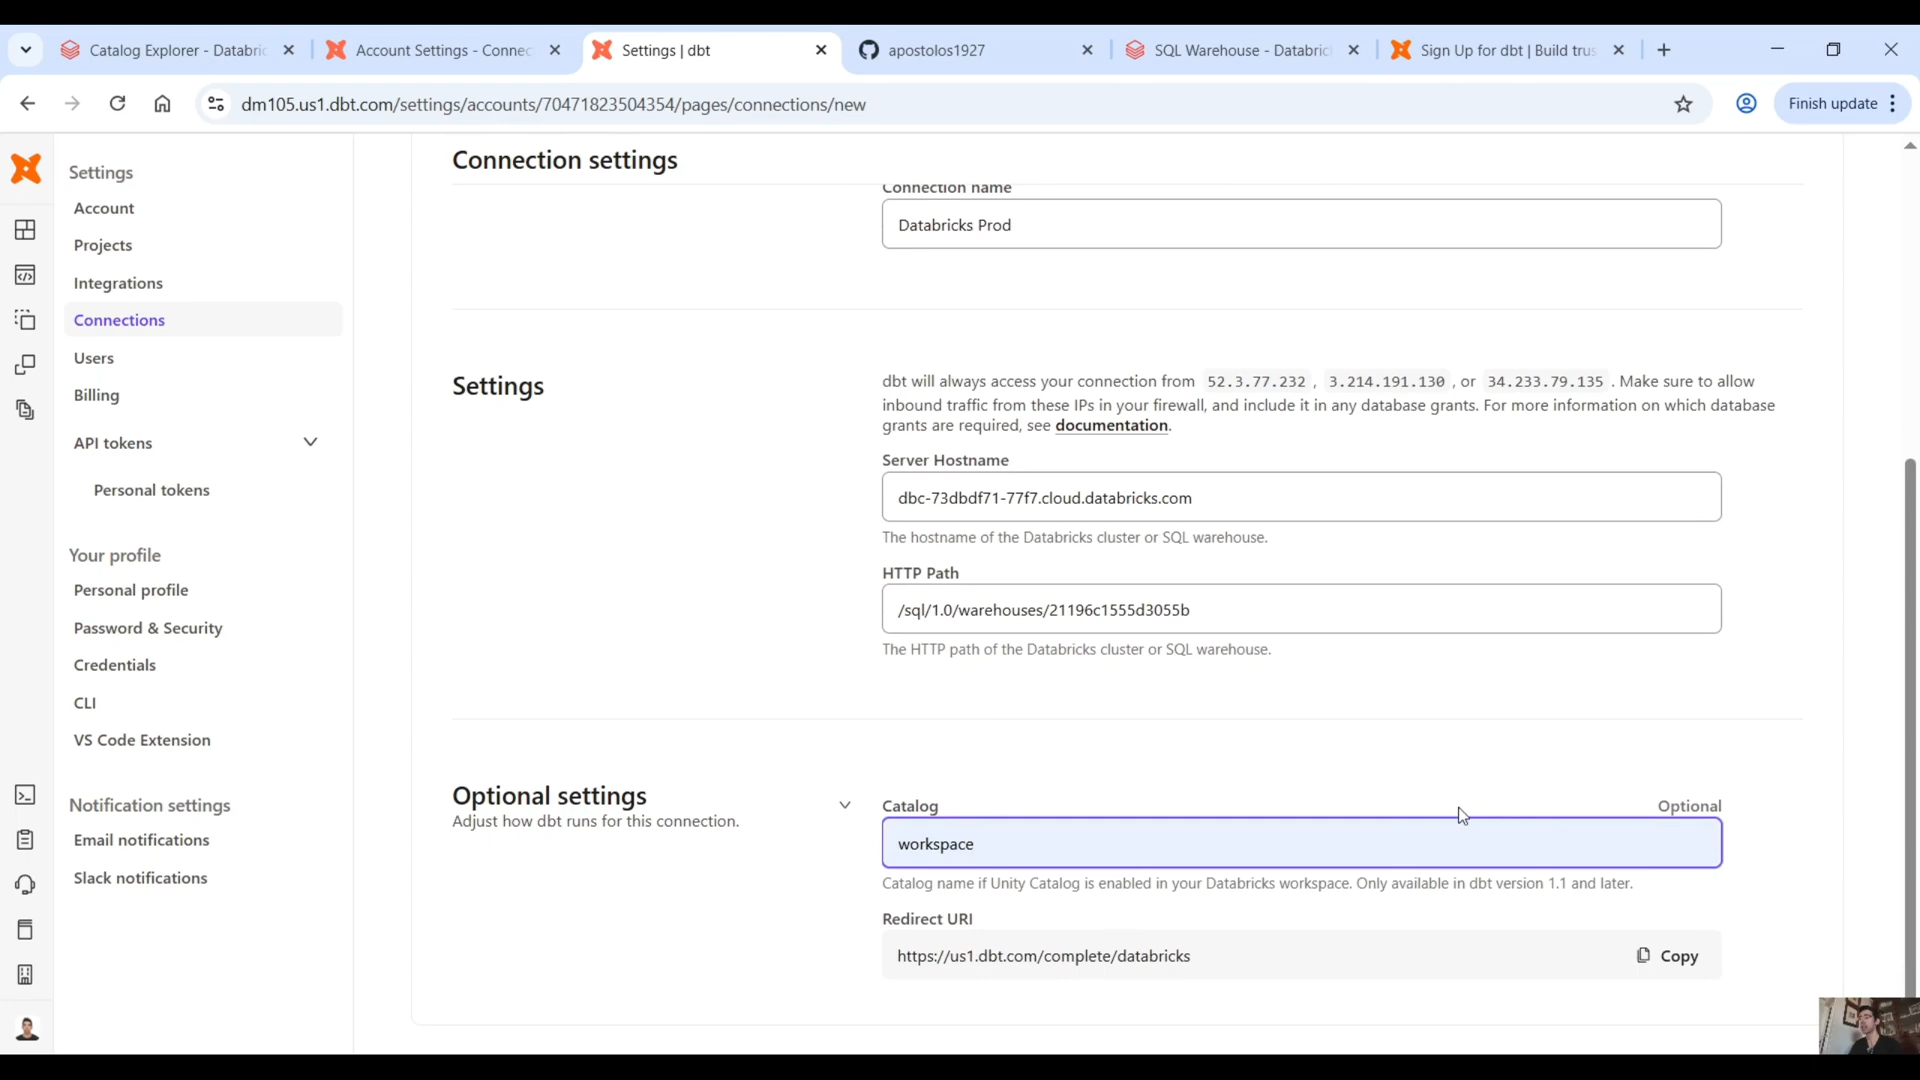 Catalog Explorer - Databric
Account Settings - Connec
Settings | dbt
apostolos1927
SQL Warehouse - Databric
Sign Up for dbt | Build trus
dm105.us1.dbt.com/settings/accounts/70471823504354/pages/connections/new
Finish update
Settings
Account
Projects
Integrations
Connections
Users
Billing
API tokens
Personal tokens
Your profile
Personal profile
Password & Security
Credentials
CLI
VS Code Extension
Notification settings
Email notifications
Slack notifications
Connection settings
Connection name
Databricks Prod
Settings
dbt will always access your connection from 52.3.77.232 , 3.214.191.130 , or 34.233.79.135 . Make sure to allow
inbound traffic from these IPs in your firewall, and include it in any database grants. For more information on which database
grants are required, see documentation.
Server Hostname
dbc-73dbdf71-77f7.cloud.databricks.com
The hostname of the Databricks cluster or SQL warehouse.
HTTP Path
/sql/1.0/warehouses/21196c1555d3055b
The HTTP path of the Databricks cluster or SQL warehouse.
Optional settings
Adjust how dbt runs for this connection.
Catalog
Optional
workspace
Catalog name if Unity Catalog is enabled in your Databricks workspace. Only available in dbt version 1.1 and later.
Redirect URI
https://us1.dbt.com/complete/databricks
Copy